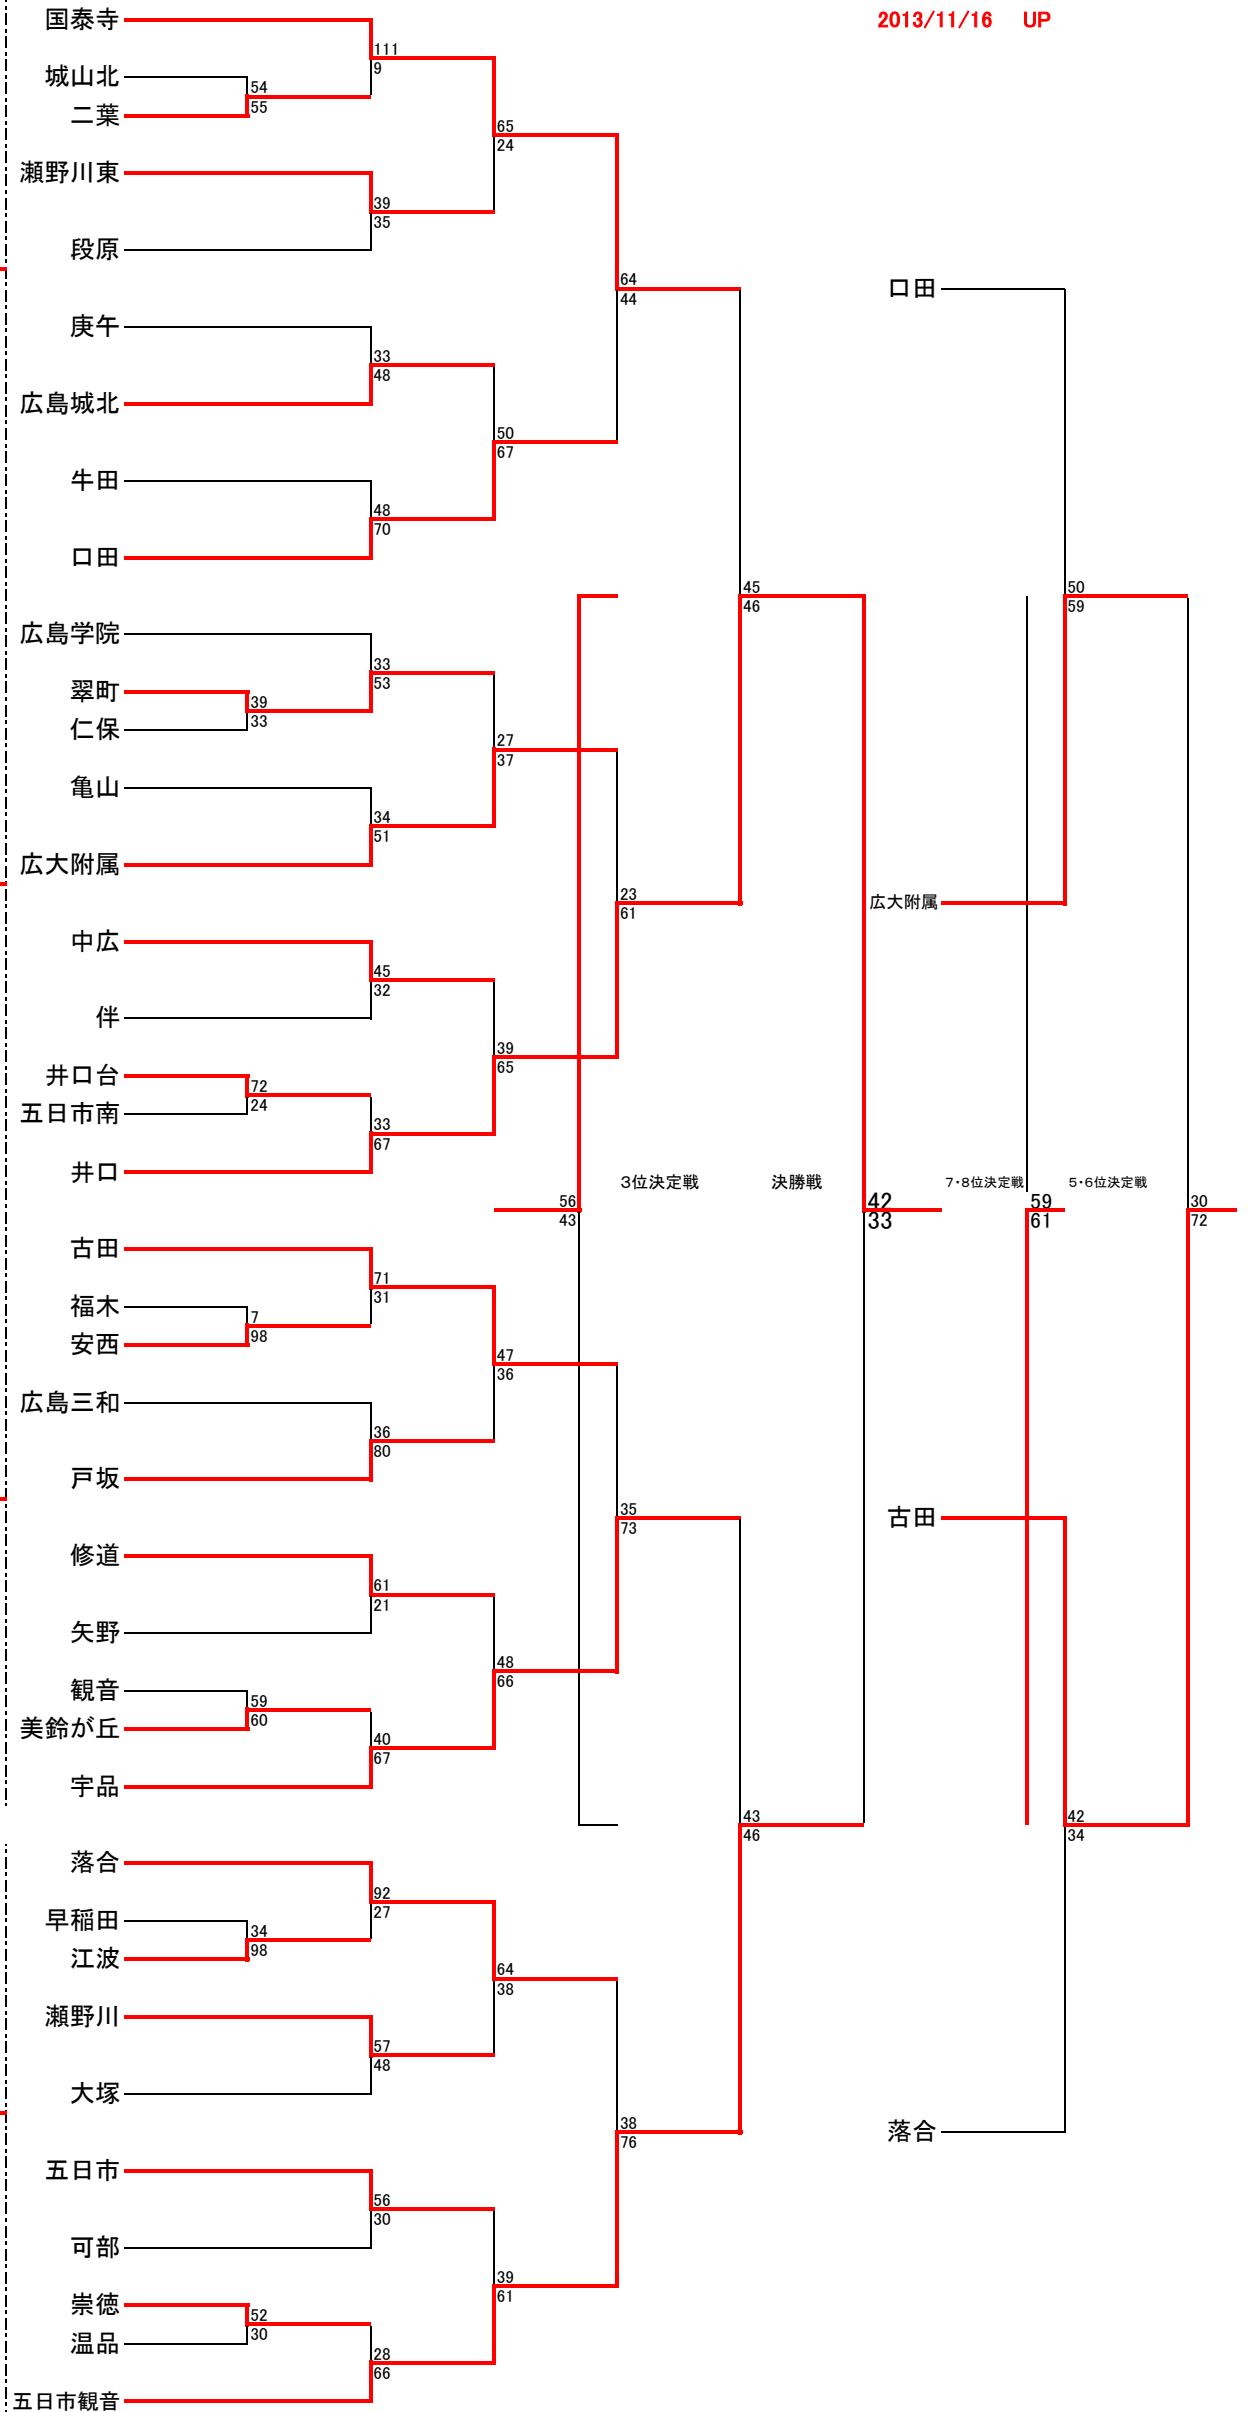 2013/11/16 UP
国泰寺
111
9
城山北
54
55
二葉
65
24
瀬野川東
39
35
段原
64
44
口田
庚午
33
48
広島城北
50
67
牛田
48
70
口田
45
46
50
59
広島学院
33
53
翠町
39
33
仁保
27
37
亀山
34
51
広大附属
23
61
広大附属
中広
45
32
伴
39
65
井口台
72
24
五日市南
33
67
井口
3位決定戦
決勝戦
7・8位決定戦
5・6位決定戦
56
43
42
33
59
61
30
72
古田
71
31
福木
7
98
安西
47
36
広島三和
36
80
戸坂
35
73
古田
修道
61
21
矢野
48
66
観音
59
60
美鈴が丘
40
67
宇品
43
46
42
34
落合
92
27
早稲田
34
98
江波
64
38
瀬野川
57
48
大塚
38
76
落合
五日市
56
30
可部
39
61
崇徳
52
30
温品
28
66
五日市観音